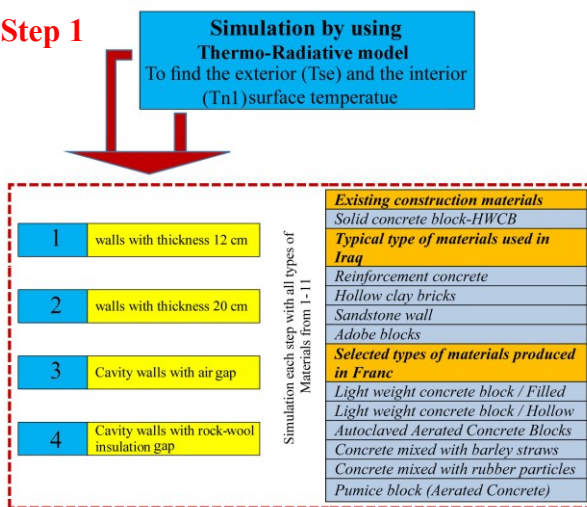 Step 1
Simulation by using
Thermo-Radiative model
To find the exterior (Tse) and the interior
(Tn1)surface temperatue
1
walls with thickness 12 cm
2
walls with thickness 20 cm
3
Cavity walls with air gap
4
Cavity walls with rock-wool
insulation gap
Simulation each step with all types of
Materials from 1-11
Existing construction materials
Solid concrete block-HWCB
Typical type of materials used in
Iraq
Reinforcement concrete
Hollow clay bricks
Sandstone wall
Adobe blocks
Selected types of materials produced
in Franc
Light weight concrete block / Filled
Light weight concrete block / Hollow
Autoclaved Aerated Concrete Blocks
Concrete mixed with barley straws
Concrete mixed with rubber particles
Pumice block (Aerated Concrete)